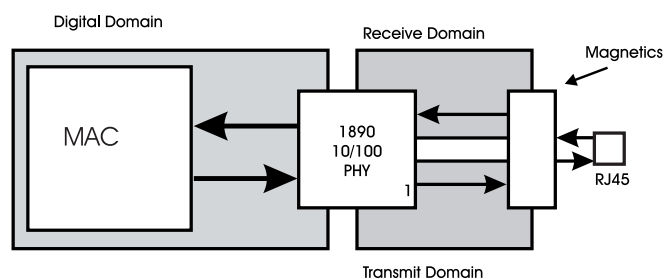 Digital Domain
Receive Domain
Magnetics
MAC
1890
10/100
PHY
1
RJ45
Transmit Domain